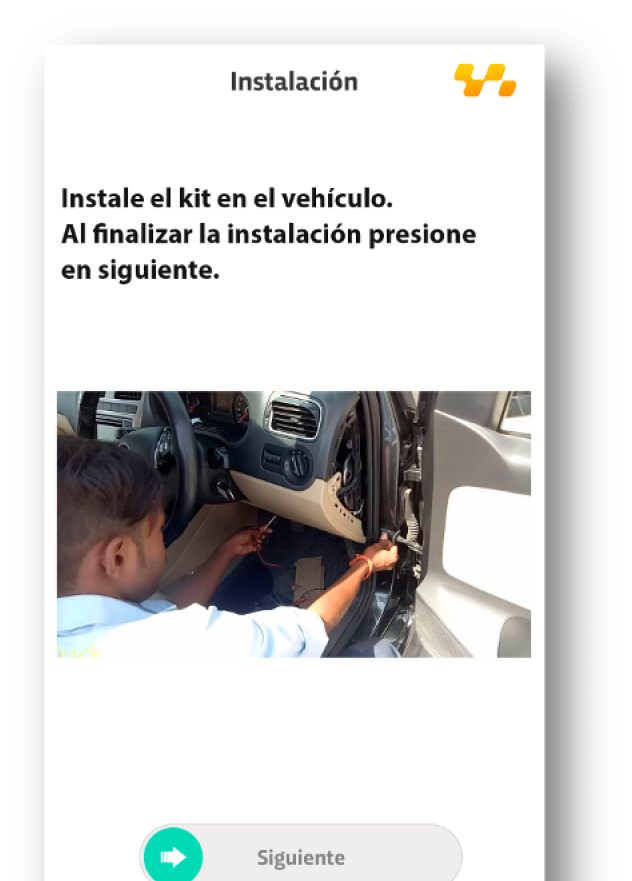 Instalación
Instale el kit en el vehículo.
Al finalizar la instalación presione
en siguiente.
Siguiente